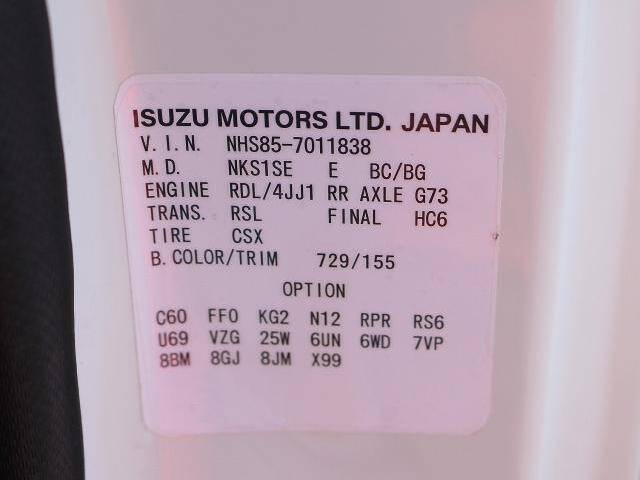 ISUZU MOTORS LTD. JAPAN
V.I.N. NHS85-7011838
M.D. NKS1SE E BC/BG
ENGINE RDL/4JJ1 RR AXLE G73
TRANS. RSL FINAL HC6
TIRE CSX
B.COLOR/TRIM 729/155
OPTION
C60 FF0 KG2 N12 RPR RS6
U69 VZG 25W 6UN 6WD 7VP
8BM 8GJ 8JM X99